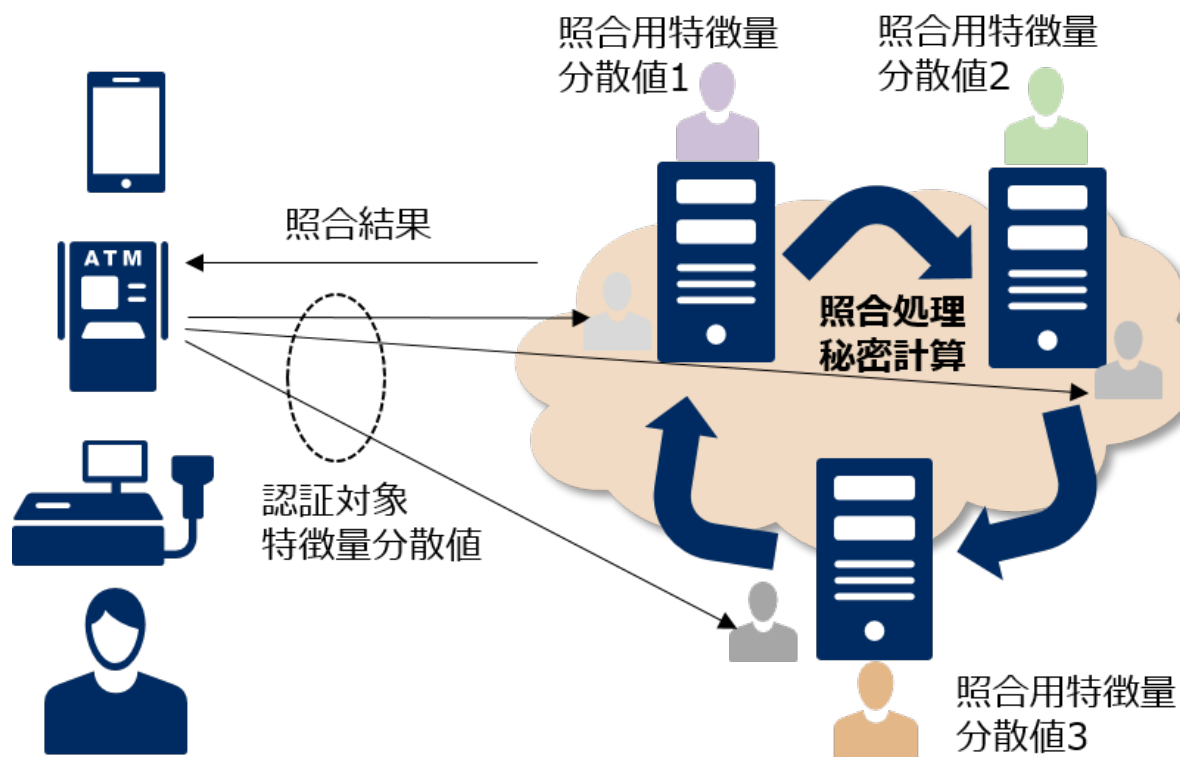 照合用特徴量
分散値1
照合用特徴量
分散値2
照合結果
ATM
照合処理
秘密計算
認証対象
特徴量分散値
照合用特徴量
分散値3